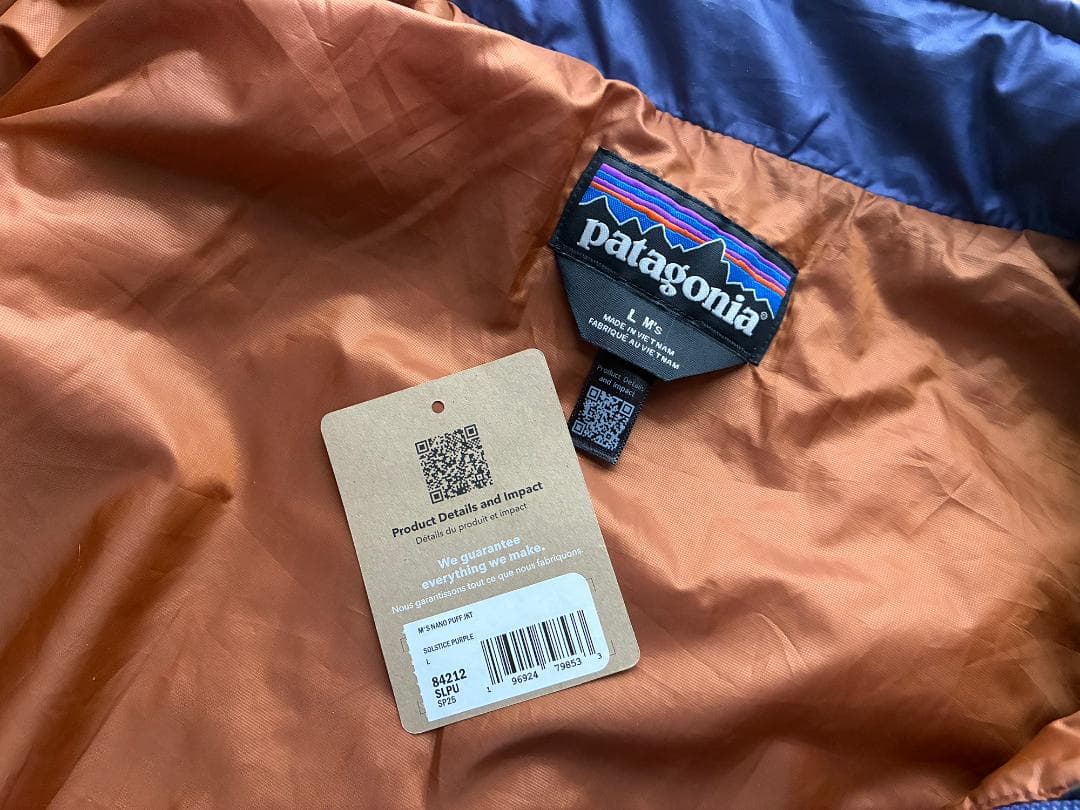 patagonia®
L M'S
MADE IN VIETNAM
FABRIQUÉ AU VIETNAM
Product Details
and Impact
Product Details and Impact
Détails du produit et impact
We guarantee
everything we make.
Nous garantissons tout ce que nous fabriquons.
M'S NANO PUFF JKT
SOLSTICE PURPLE
L
84212
SLPU
SP25
1 96924 79853 3